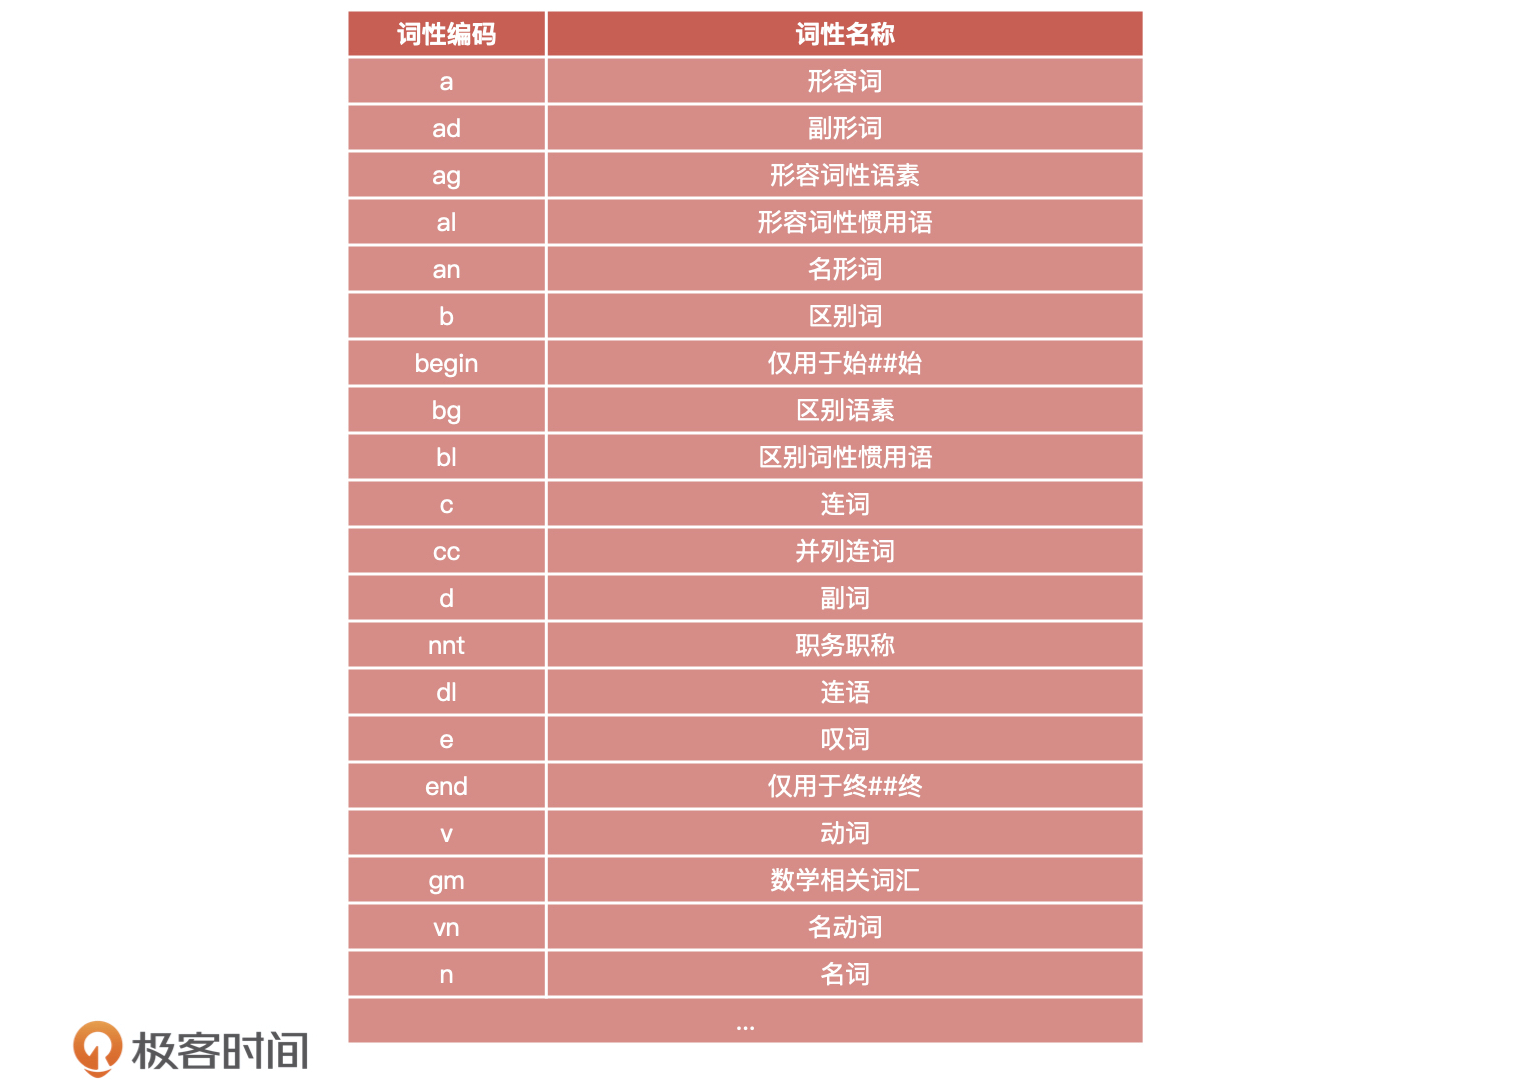 词性编码 词性名称
a 形容词
ad 副形词
ag 形容词性语素
al 形容词性惯用语
an 名形词
b 区别词
begin 仅用于始##始
bg 区别语素
bl 区别词性惯用语
c 连词
cc 并列连词
d 副词
nnt 职务职称
dl 连语
e 叹词
end 仅用于终##终
v 动词
gm 数学相关词汇
vn 名动词
n 名词
...
极客时间